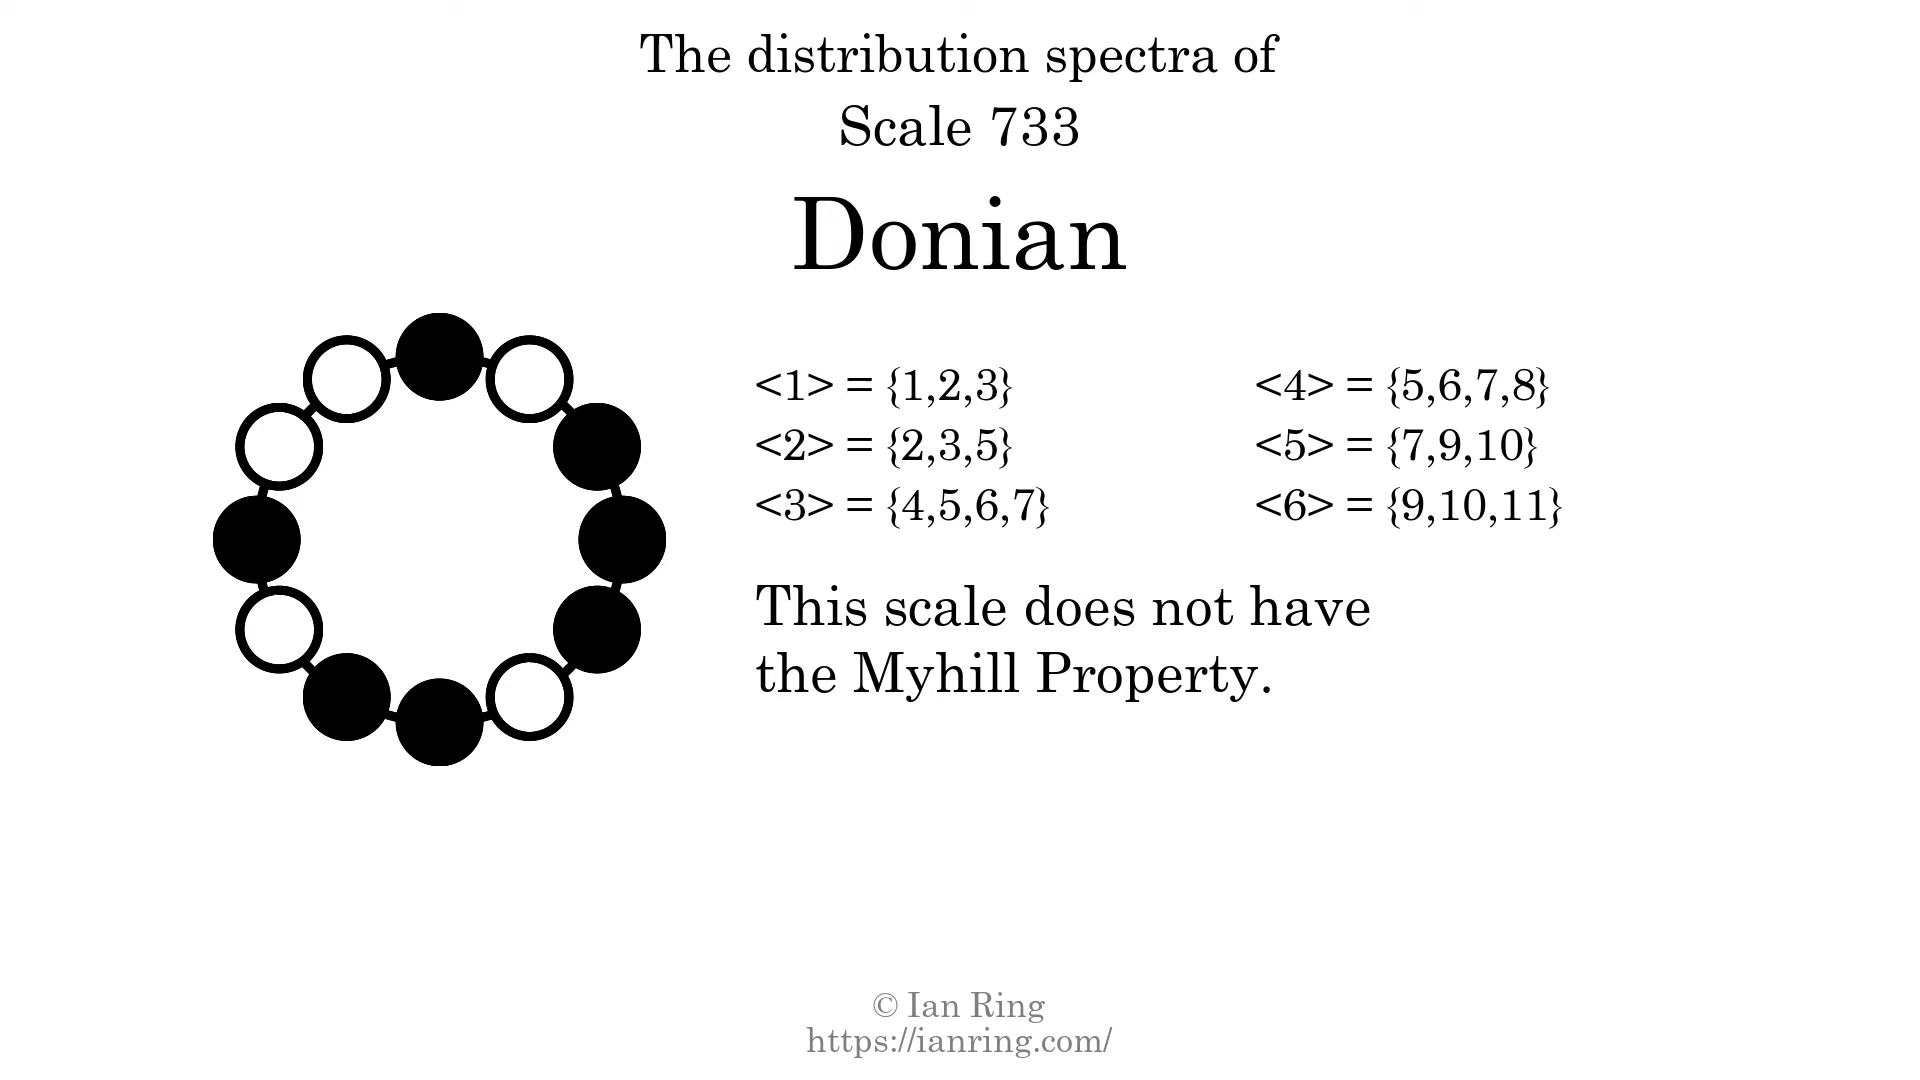 The distribution spectra of
Scale 733
Donian
<1> = {1,2,3}
<2> = {2,3,5}
<3> = {4,5,6,7}
<4> = {5,6,7,8}
<5> = {7,9,10}
<6> = {9,10,11}
This scale does not have
the Myhill Property.
© Ian Ring
https://ianring.com/